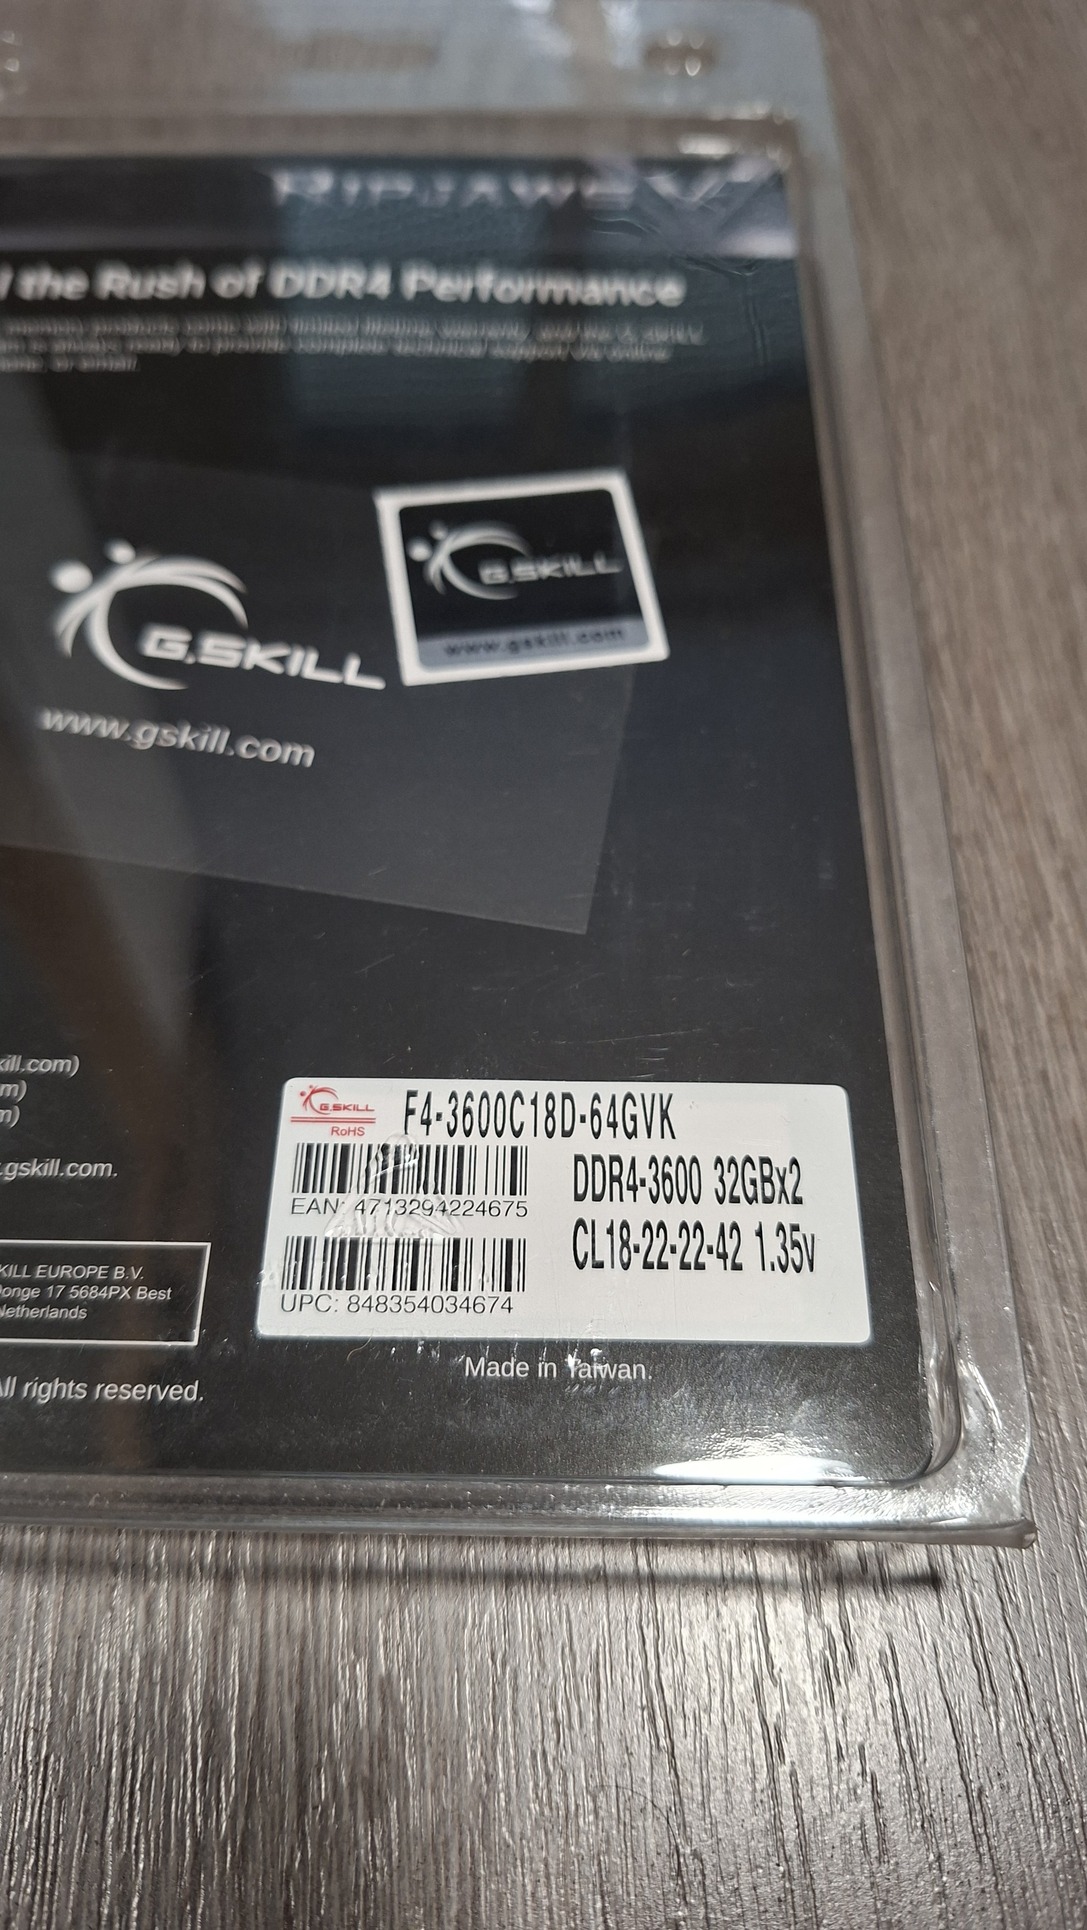 RIPJAWS V
the Rush of DDR4 Performance
G.SKILL
www.gskill.com
G.SKILL
www.gskill.com
kill.com)
m)
m)
.gskill.com.
KILL EUROPE B.V.
Donge 17 5684PX Best
Netherlands
All rights reserved.
G.SKILL
RoHS
F4-3600C18D-64GVK
DDR4-3600 32GBx2
CL18-22-22-42 1.35v
EAN: 4713294224675
UPC: 848354034674
Made in Taiwan.